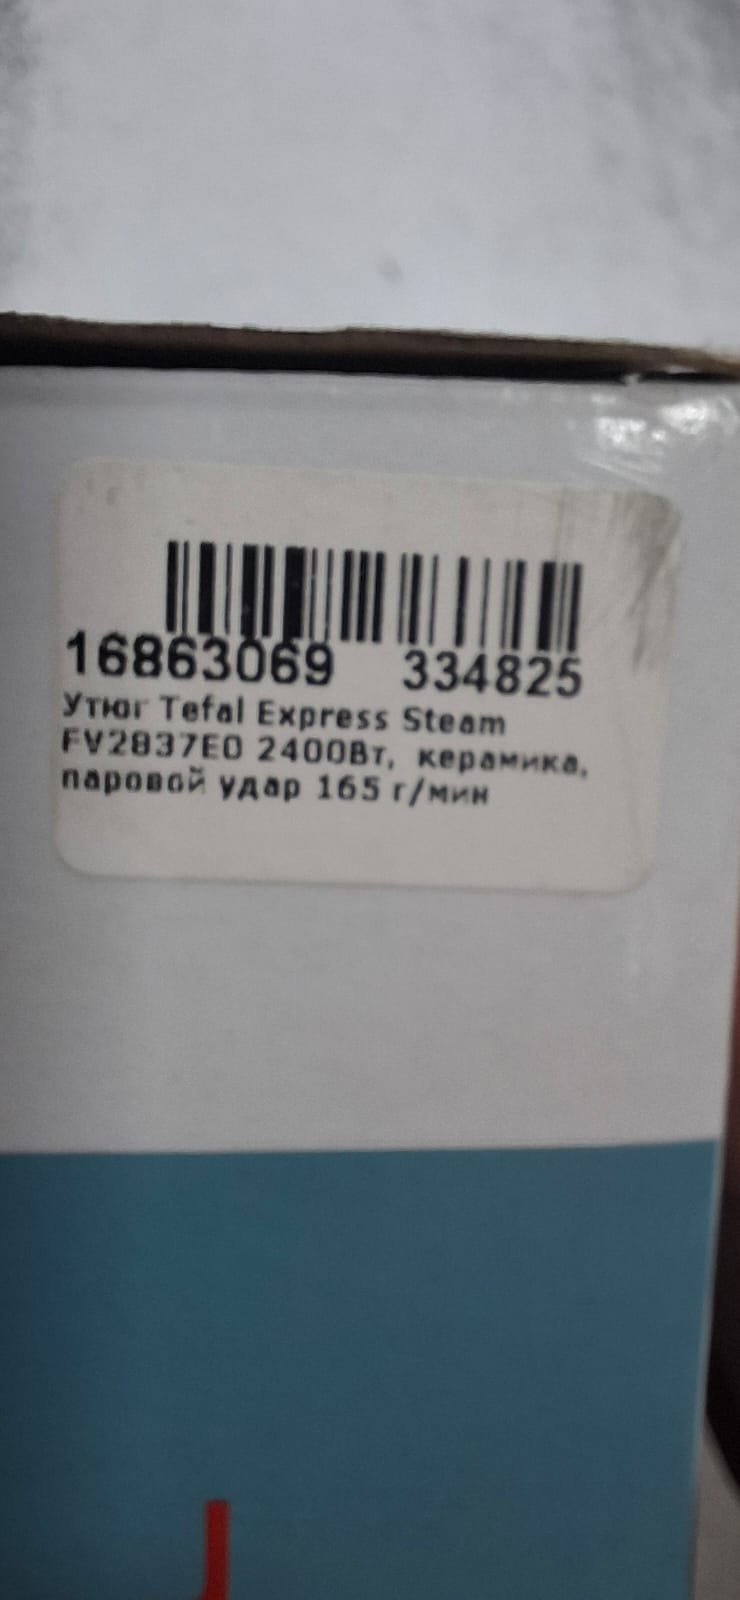 16863069 334825
Утюг Tefal Express Steam
FV2837E0 2400Вт, керамика,
паровой удар 165 г/мин